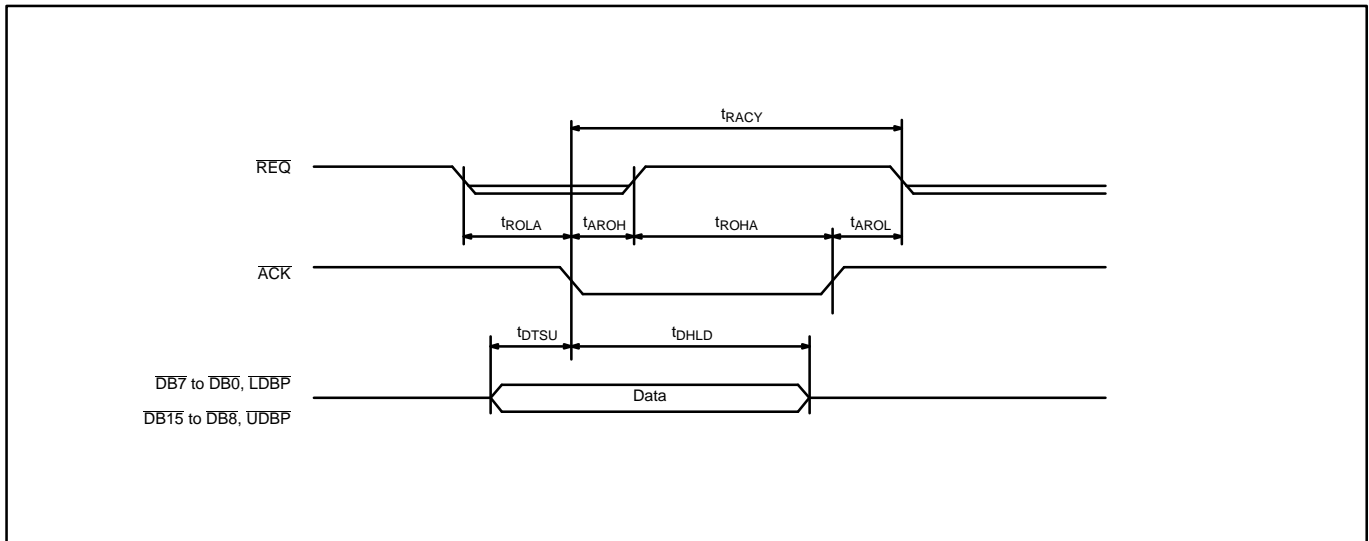 tRACY
REQ
tROLA tAROH tROHA tAROL
ACK
tDTSU tDHLD
DB7 to DB0, LDBP
Data
DB15 to DB8, UDBP